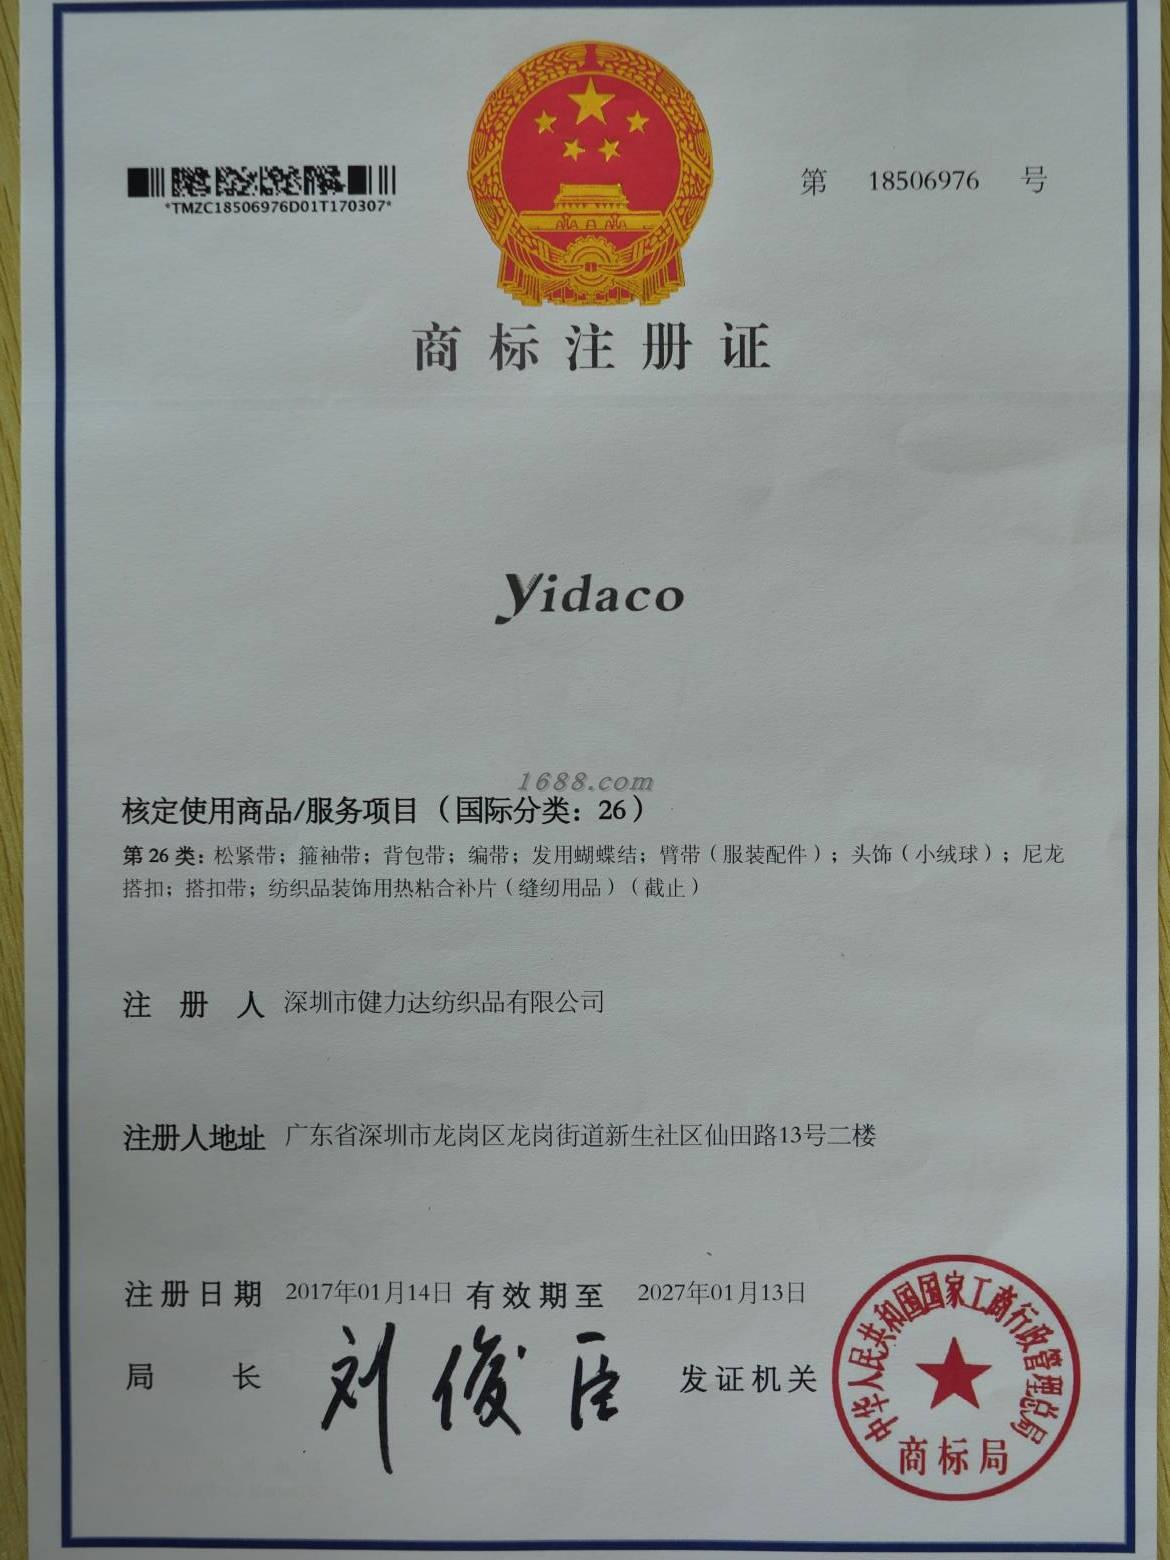 *TMZC18506976D01T170307*
第 18506976 号
商标注册证
Yidaco
1688.com
核定使用商品/服务项目（国际分类：26）
第 26 类：松紧带；箍袖带；背包带；编带；发用蝴蝶结；臂带（服装配件）；头饰（小绒球）；尼龙
搭扣；搭扣带；纺织品装饰用热粘合补片（缝纫用品）（截止）
注册人 深圳市健力达纺织品有限公司
注册人地址 广东省深圳市龙岗区龙岗街道新生社区仙田路13号二楼
注册日期 2017年01月14日 有效期至 2027年01月13日
局长 刘俊臣 发证机关
中华人民共和国国家工商行政管理总局
商标局